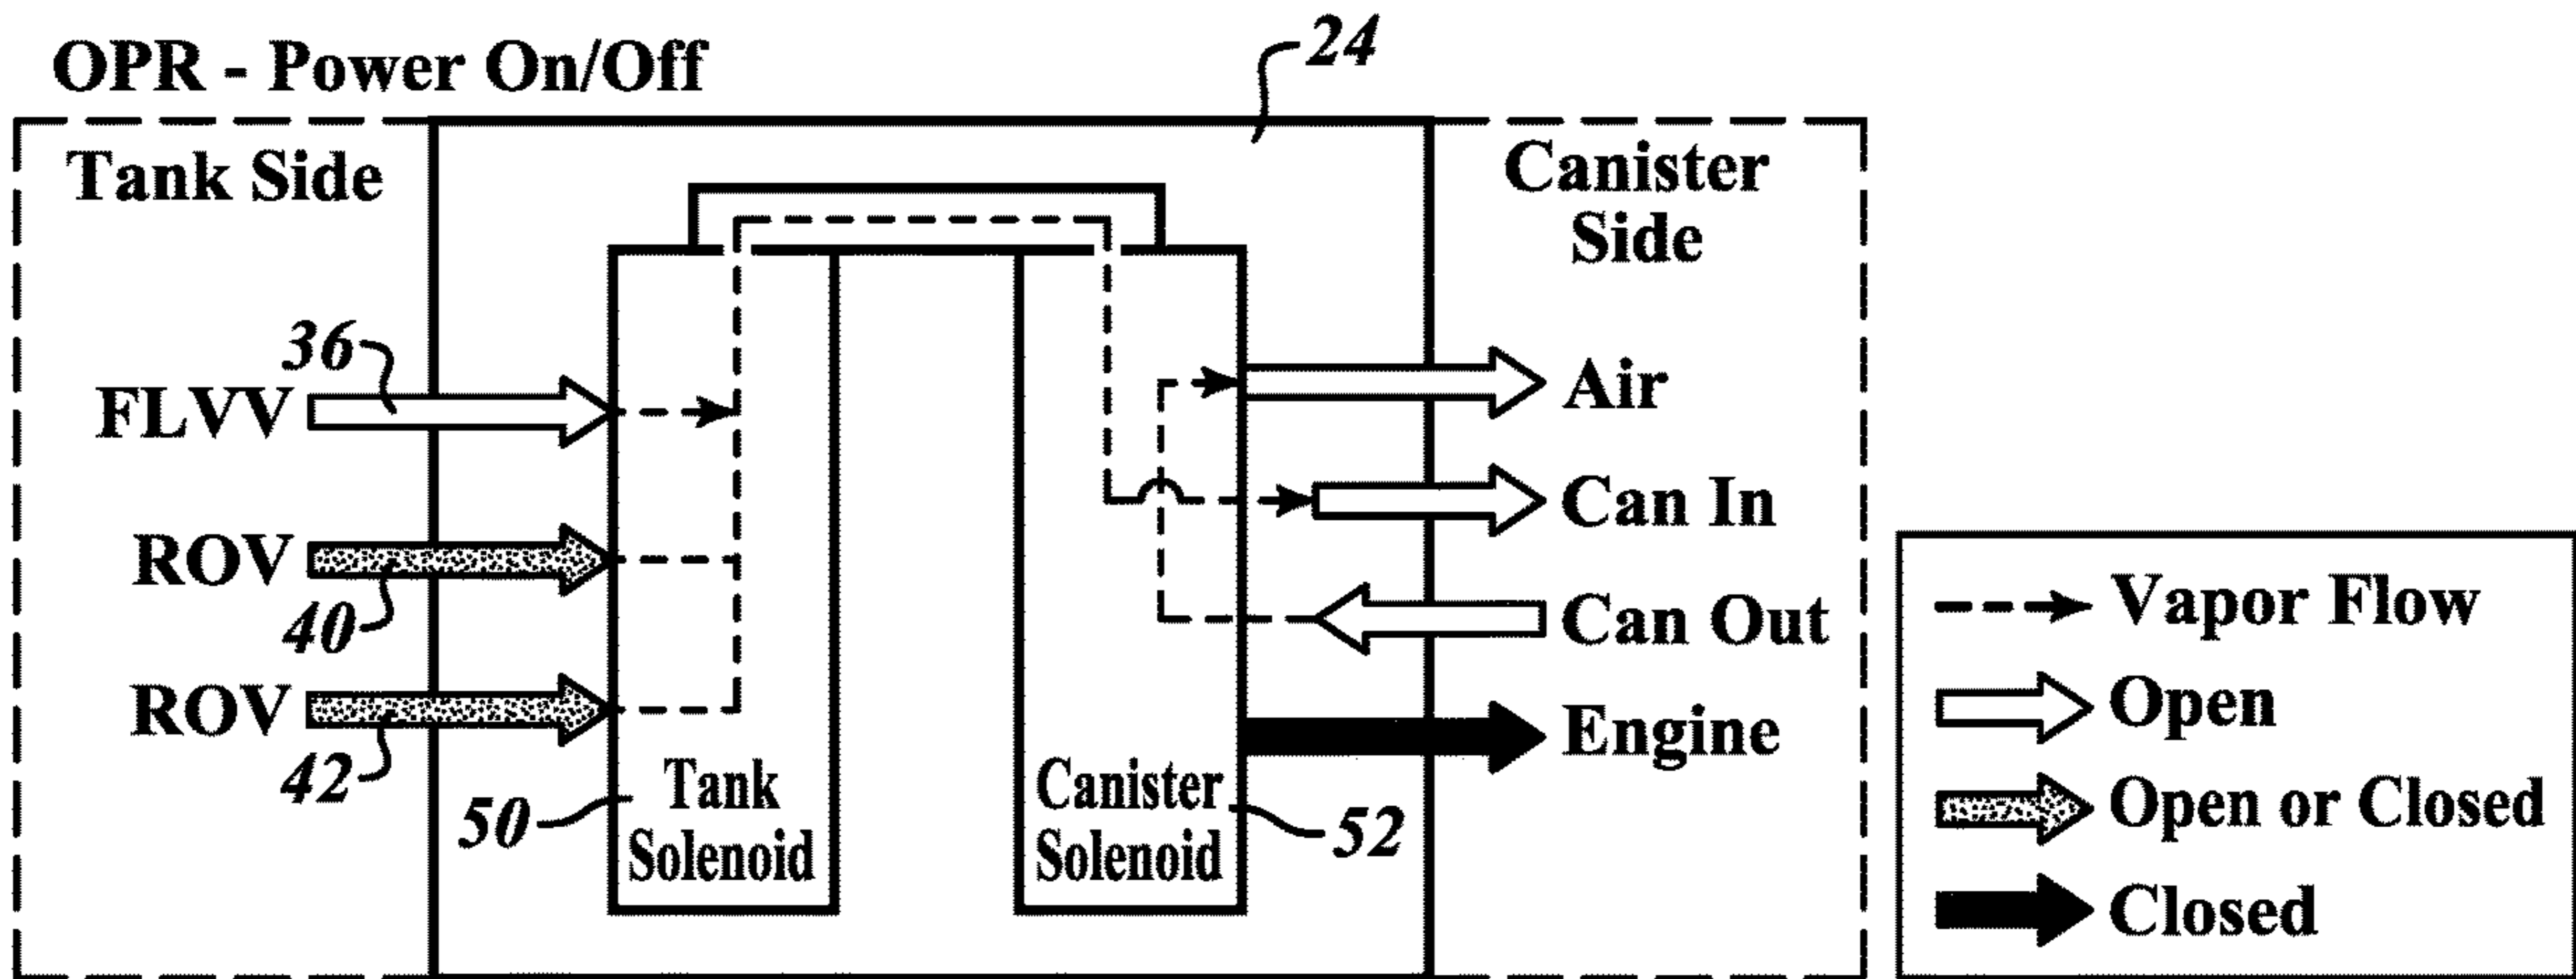 OPR - Power On/Off
24
Tank Side
Canister
Side
36
FLVV
ROV
40
ROV
42
50
Tank
Solenoid
Canister
Solenoid
52
Air
Can In
Can Out
Engine
Vapor Flow
Open
Open or Closed
Closed